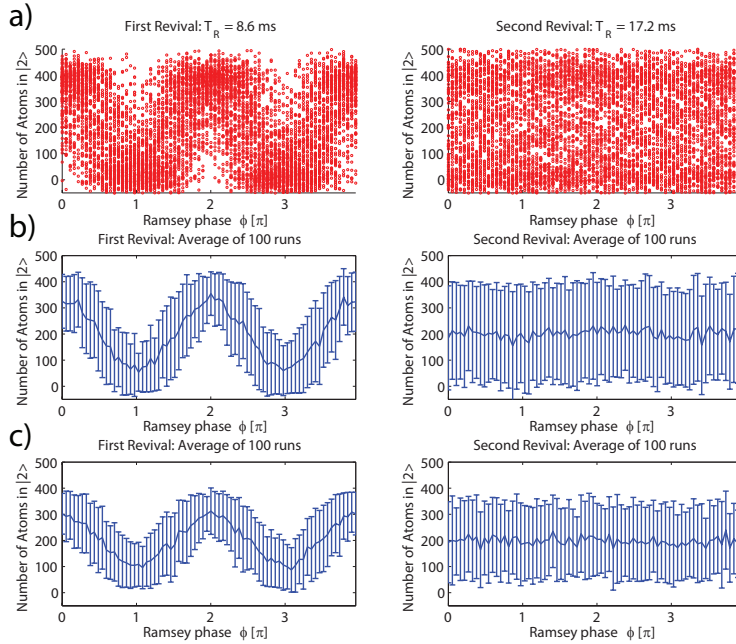 a)
First Revival: T_R = 8.6 ms
Second Revival: T_R = 17.2 ms
Number of Atoms in |2>
500
400
300
200
100
0
0 1 2 3
Ramsey phase ϕ [π]
Number of Atoms in |2>
500
400
300
200
100
0
0 1 2 3
Ramsey phase ϕ [π]
b)
First Revival: Average of 100 runs
Second Revival: Average of 100 runs
Number of Atoms in |2>
500
400
300
200
100
0
0 1 2 3
Ramsey phase ϕ [π]
Number of Atoms in |2>
500
400
300
200
100
0
0 1 2 3
Ramsey phase ϕ [π]
c)
First Revival: Average of 100 runs
Second Revival: Average of 100 runs
Number of Atoms in |2>
500
400
300
200
100
0
0 1 2 3
Ramsey phase ϕ [π]
Number of Atoms in |2>
500
400
300
200
100
0
0 1 2 3
Ramsey phase ϕ [π]